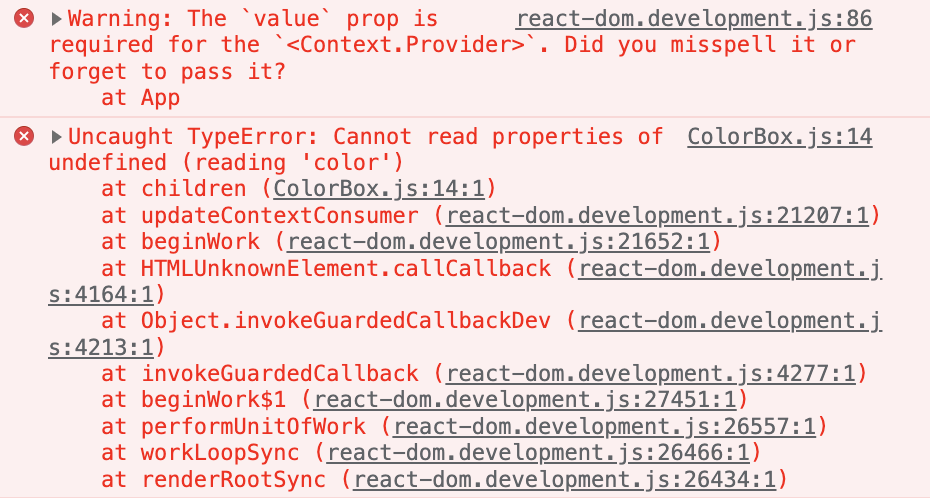 ▶Warning: The `value` prop is react-dom.development.js:86
required for the `<Context.Provider>`. Did you misspell it or
forget to pass it?
at App
▶Uncaught TypeError: Cannot read properties of ColorBox.js:14
undefined (reading 'color')
at children (ColorBox.js:14:1)
at updateContextConsumer (react-dom.development.js:21207:1)
at beginWork (react-dom.development.js:21652:1)
at HTMLUnknownElement.callCallback (react-dom.development.j
s:4164:1)
at Object.invokeGuardedCallbackDev (react-dom.development.j
s:4213:1)
at invokeGuardedCallback (react-dom.development.js:4277:1)
at beginWork$1 (react-dom.development.js:27451:1)
at performUnitOfWork (react-dom.development.js:26557:1)
at workLoopSync (react-dom.development.js:26466:1)
at renderRootSync (react-dom.development.js:26434:1)